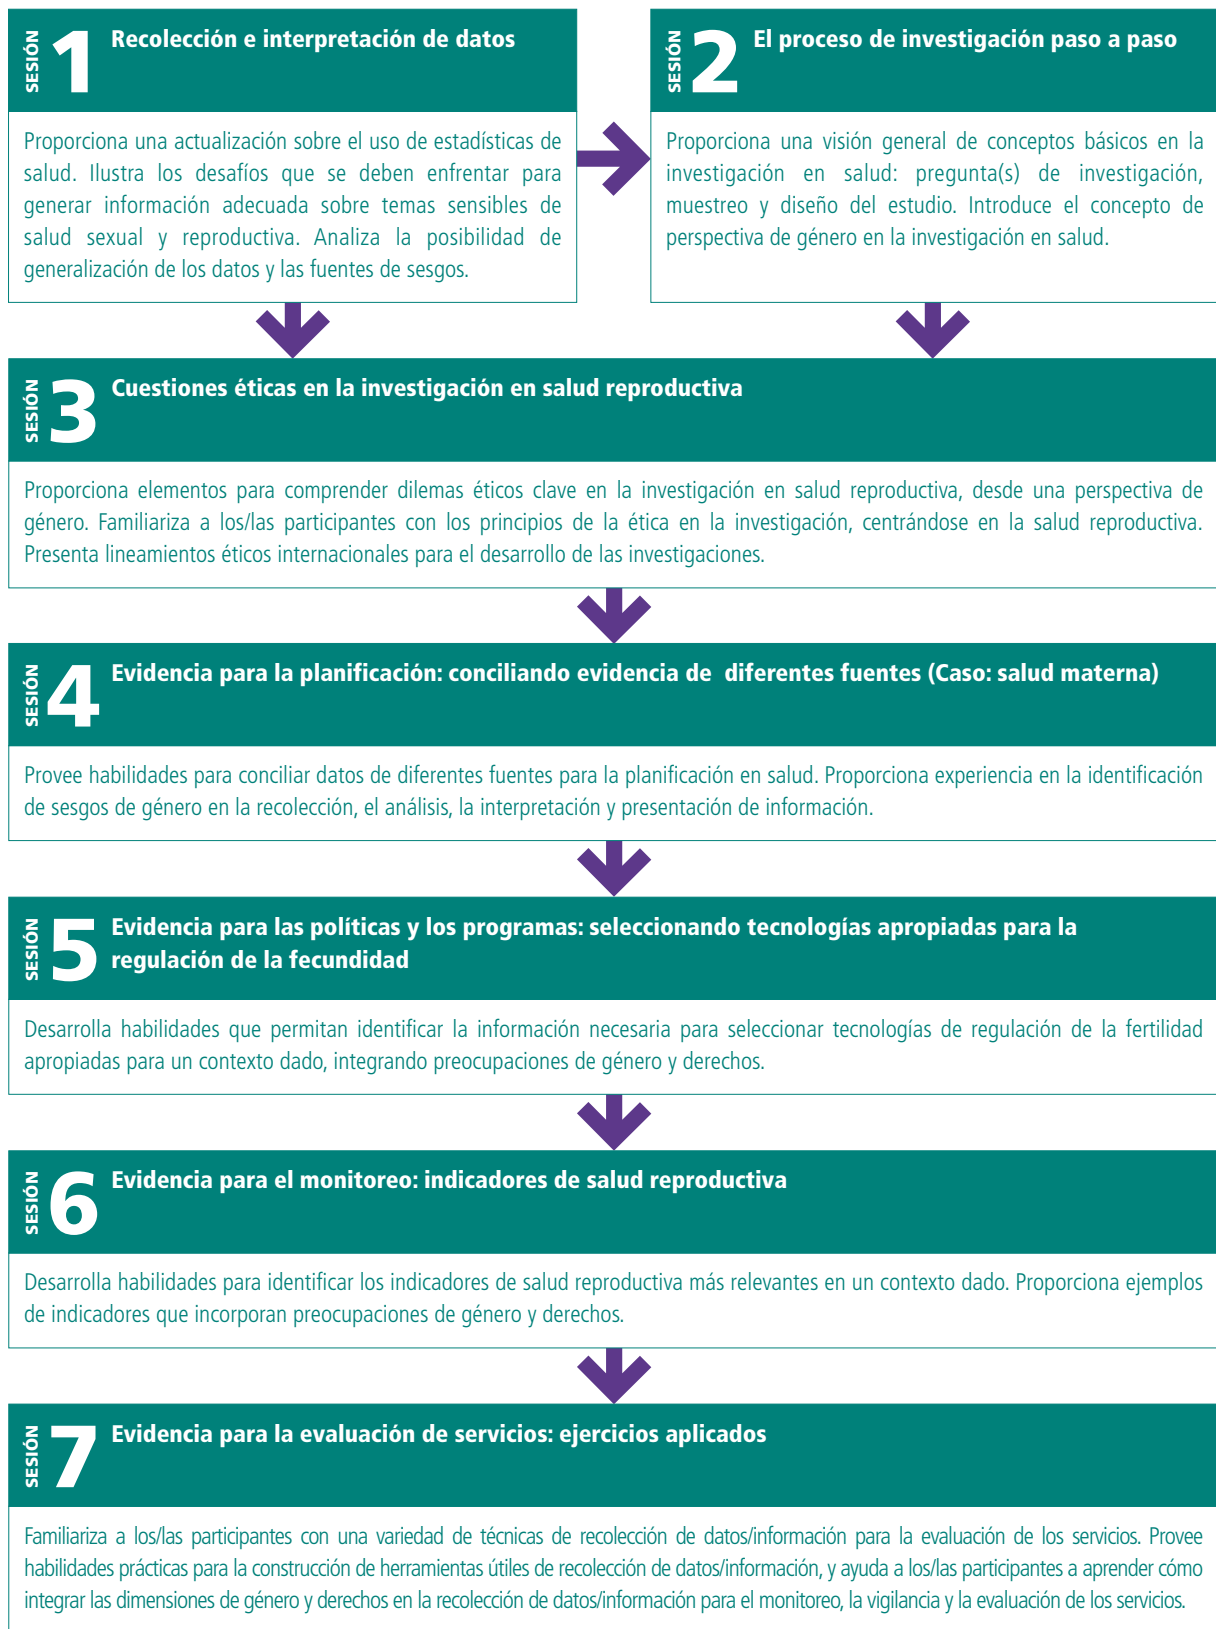 SESIÓN 1
Recolección e interpretación de datos
Proporciona una actualización sobre el uso de estadísticas de
salud. Ilustra los desafíos que se deben enfrentar para
generar información adecuada sobre temas sensibles de
salud sexual y reproductiva. Analiza la posibilidad de
generalización de los datos y las fuentes de sesgos.
SESIÓN 2
El proceso de investigación paso a paso
Proporciona una visión general de conceptos básicos en la
investigación en salud: pregunta(s) de investigación,
muestreo y diseño del estudio. Introduce el concepto de
perspectiva de género en la investigación en salud.
SESIÓN 3
Cuestiones éticas en la investigación en salud reproductiva
Proporciona elementos para comprender dilemas éticos clave en la investigación en salud reproductiva, desde una perspectiva de
género. Familiariza a los/las participantes con los principios de la ética en la investigación, centrándose en la salud reproductiva.
Presenta lineamientos éticos internacionales para el desarrollo de las investigaciones.
SESIÓN 4
Evidencia para la planificación: conciliando evidencia de diferentes fuentes (Caso: salud materna)
Provee habilidades para conciliar datos de diferentes fuentes para la planificación en salud. Proporciona experiencia en la identificación
de sesgos de género en la recolección, el análisis, la interpretación y presentación de información.
SESIÓN 5
Evidencia para las políticas y los programas: seleccionando tecnologías apropiadas para la
regulación de la fecundidad
Desarrolla habilidades que permitan identificar la información necesaria para seleccionar tecnologías de regulación de la fertilidad
apropiadas para un contexto dado, integrando preocupaciones de género y derechos.
SESIÓN 6
Evidencia para el monitoreo: indicadores de salud reproductiva
Desarrolla habilidades para identificar los indicadores de salud reproductiva más relevantes en un contexto dado. Proporciona ejemplos
de indicadores que incorporan preocupaciones de género y derechos.
SESIÓN 7
Evidencia para la evaluación de servicios: ejercicios aplicados
Familiariza a los/las participantes con una variedad de técnicas de recolección de datos/información para la evaluación de los servicios. Provee
habilidades prácticas para la construcción de herramientas útiles de recolección de datos/información, y ayuda a los/las participantes a aprender cómo
integrar las dimensiones de género y derechos en la recolección de datos/información para el monitoreo, la vigilancia y la evaluación de los servicios.